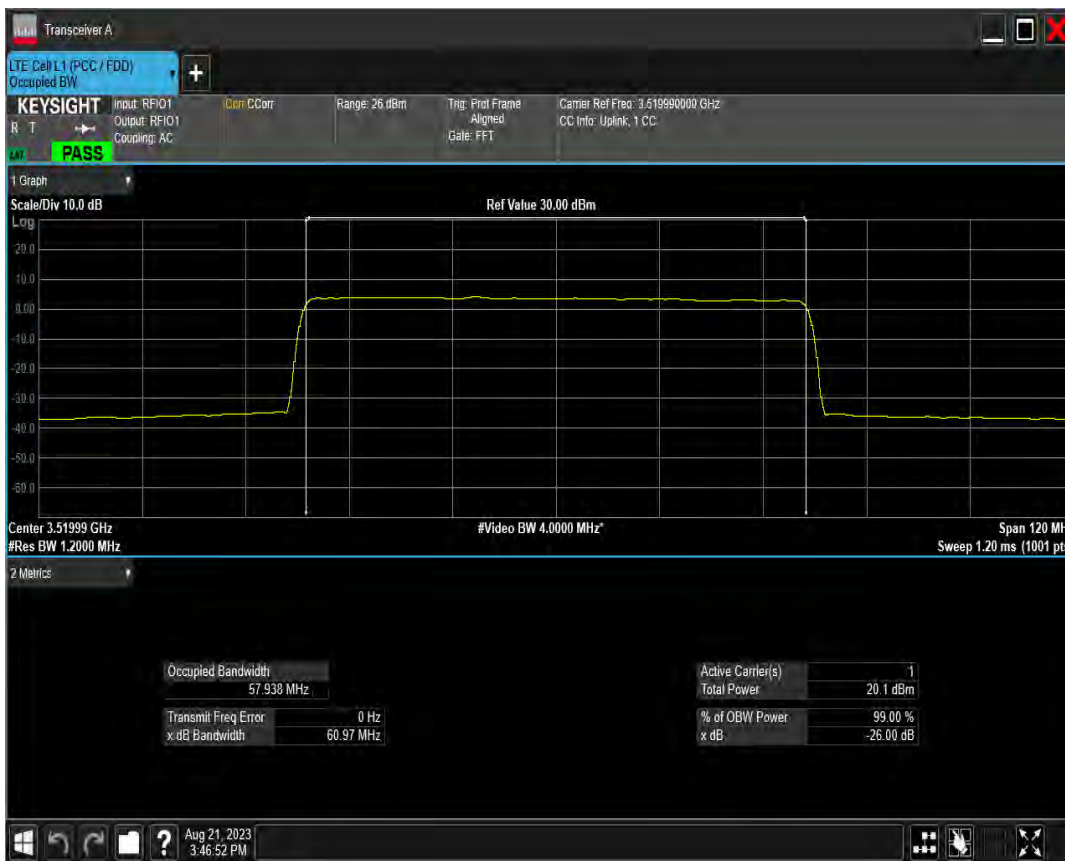 Transceiver A
LTE Cell L1 (PCC / FDD)
Occupied BW
+
KEYSIGHT
R T
PASS
Input: RFIO1
Output: RFIO1
Coupling: AC
Corr CCorr
Range: 26 dBm
Trig: Prot Frame
Aligned
Gate: FFT
Carrier Ref Freq: 3.519990000 GHz
CC Info: Uplink, 1 CC
1 Graph
Scale/Div 10.0 dB
Ref Value 30.00 dBm
Log
20.0
10.0
0.00
-10.0
-20.0
-30.0
-40.0
-50.0
-60.0
Center 3.51999 GHz
#Video BW 4.0000 MHz*
Span 120 MH
#Res BW 1.2000 MHz
Sweep 1.20 ms (1001 pts
2 Metrics
Occupied Bandwidth
57.938 MHz
Transmit Freq Error 0 Hz
x dB Bandwidth 60.97 MHz
Active Carrier(s) 1
Total Power 20.1 dBm
% of OBW Power 99.00 %
x dB -26.00 dB
?
Aug 21, 2023
3:46:52 PM